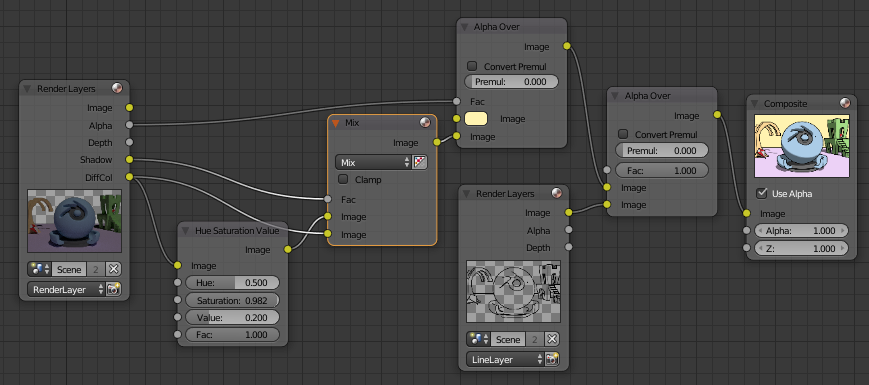 Render Layers
Image
Alpha
Depth
Shadow
DiffCol
Scene 2
RenderLayer
Hue Saturation Value
Image
Image
Hue: 0.500
Saturation: 0.982
Value: 0.200
Fac: 1.000
Mix
Image
Mix
Clamp
Fac
Image
Image
Alpha Over
Image
Convert Premul
Premul: 0.000
Fac
Image
Image
Render Layers
Image
Alpha
Depth
Scene 2
LineLayer
Alpha Over
Image
Convert Premul
Premul: 0.000
Fac: 1.000
Image
Image
Composite
Use Alpha
Image
Alpha: 1.000
Z: 1.000